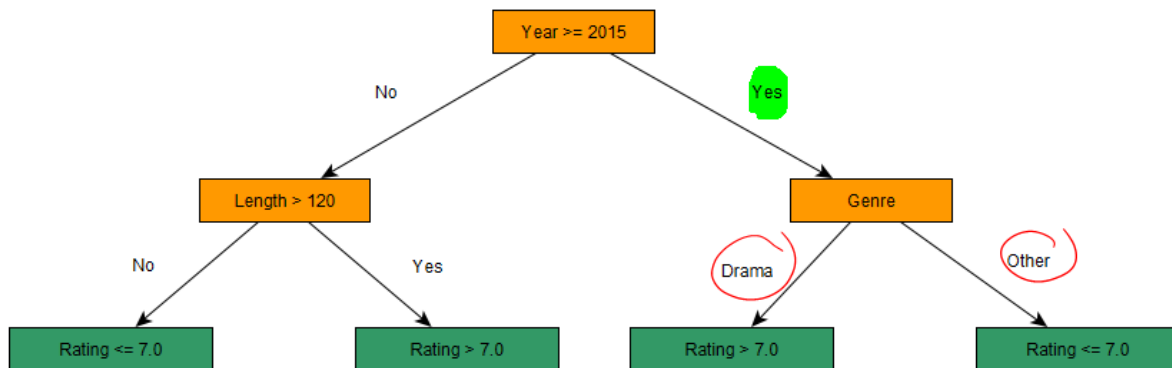 Year >= 2015
No
Yes
Length > 120
Genre
No
Yes
Drama
Other
Rating <= 7.0
Rating > 7.0
Rating > 7.0
Rating <= 7.0